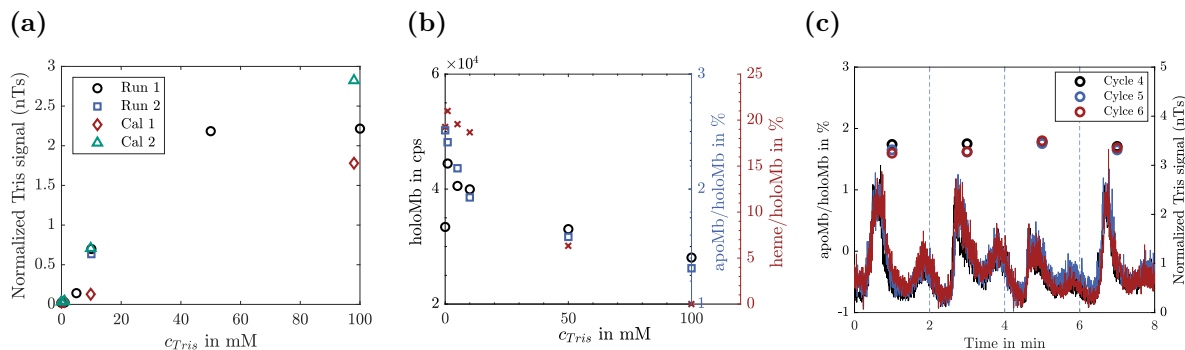 (a)
Normalized Tris signal (nTs)
3
2.5
2
1.5
1
0.5
0
0 20 40 60 80 100
c_Tris in mM
Run 1
Run 2
Cal 1
Cal 2
(b)
×10⁴
holoMb in cps
6
4
2
0 50 100
c_Tris in mM
3
2
1
apoMb/holoMb in %
25
20
15
10
5
0
heme/holoMb in %
(c)
apoMb/holoMb in %
3
2
1
-0
-1
0 2 4 6 8
Time in min
5
4
3
2
1
0
Normalized Tris signal (nTs)
Cycle 4
Cylce 5
Cylce 6